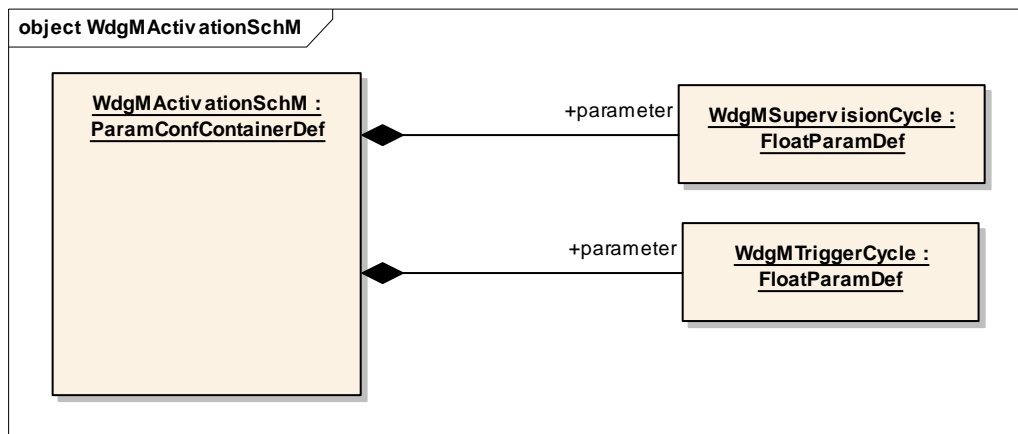 object WdgMActivationSchM
WdgMActivationSchM :
ParamConfContainerDef
+parameter
WdgMSupervisionCycle :
FloatParamDef
+parameter
WdgMTriggerCycle :
FloatParamDef